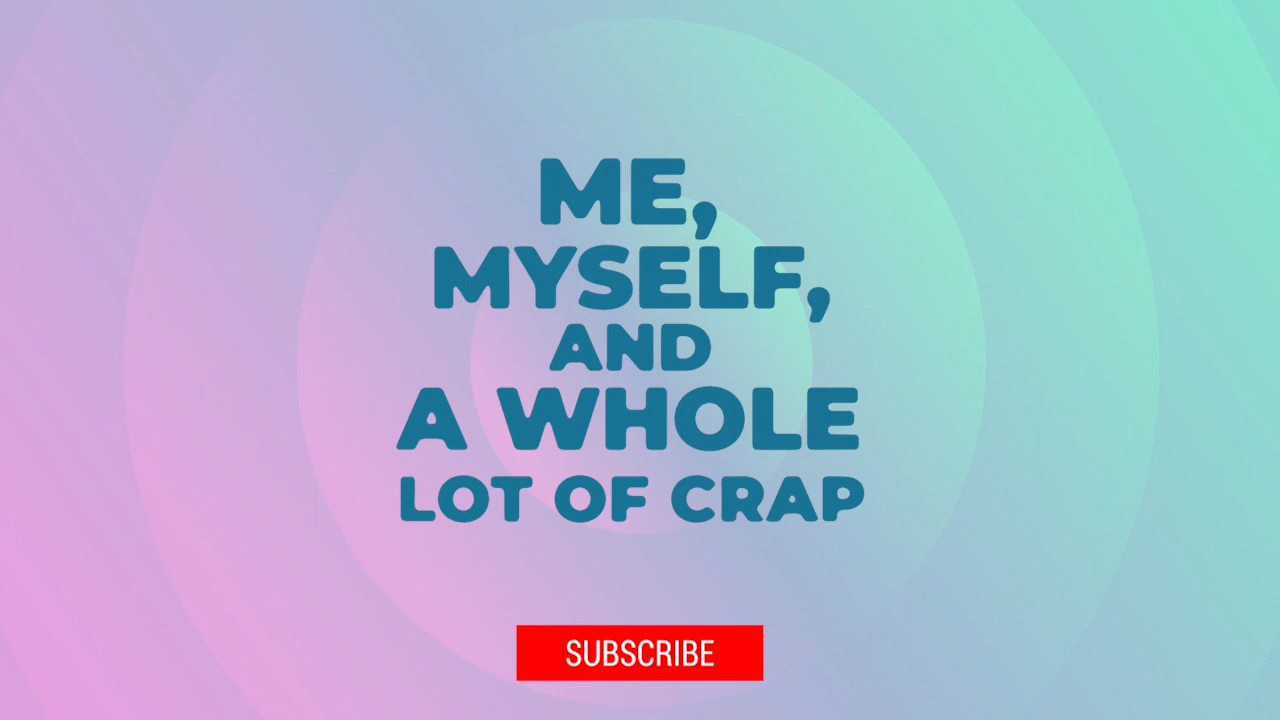 ME,
MYSELF,
AND
A WHOLE
LOT OF CRAP
SUBSCRIBE